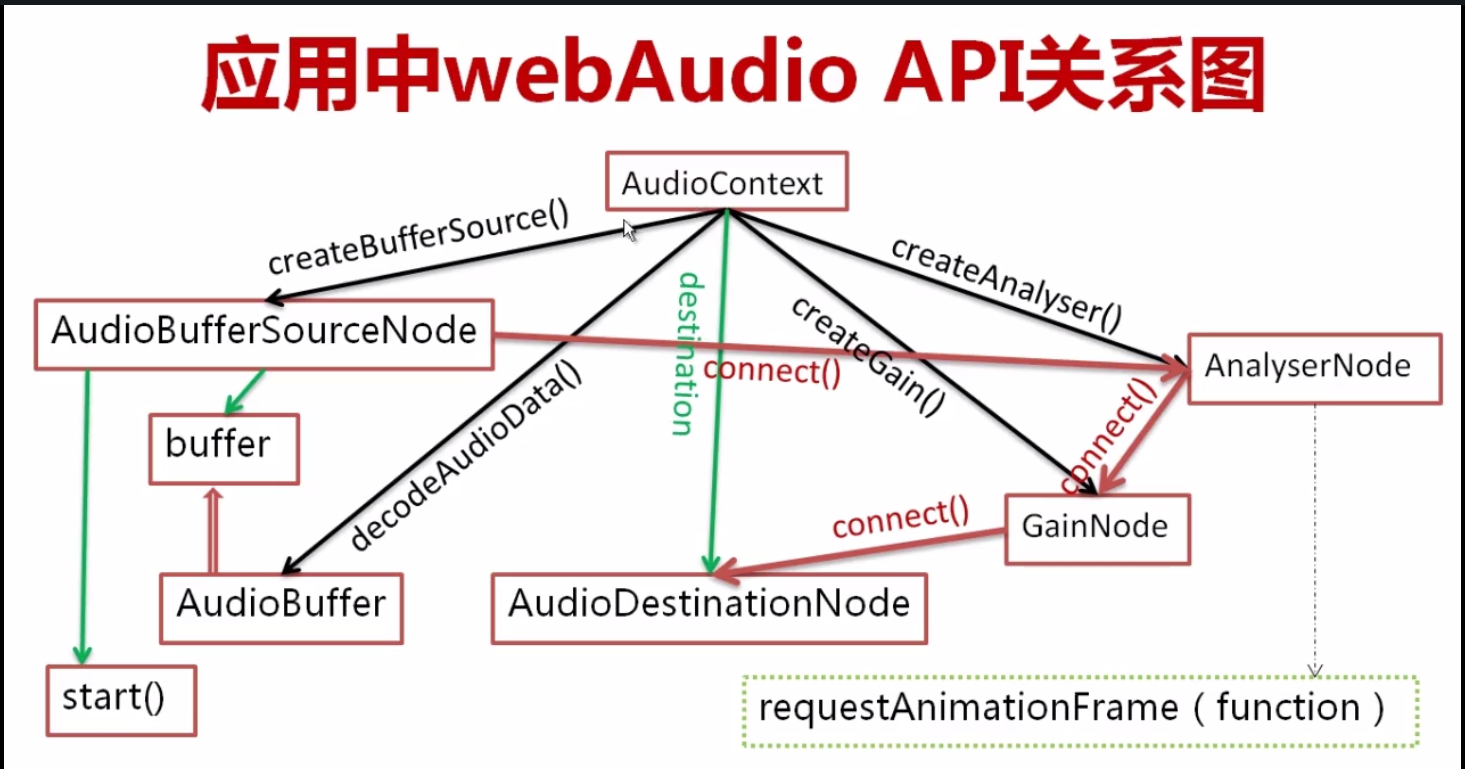 应用中webAudio API关系图
AudioContext
createBufferSource()
createAnalyser()
destination
createGain()
AudioBufferSourceNode
connect()
AnalyserNode
decodeAudioData()
connect()
buffer
connect()
GainNode
AudioBuffer
AudioDestinationNode
start()
requestAnimationFrame（function）